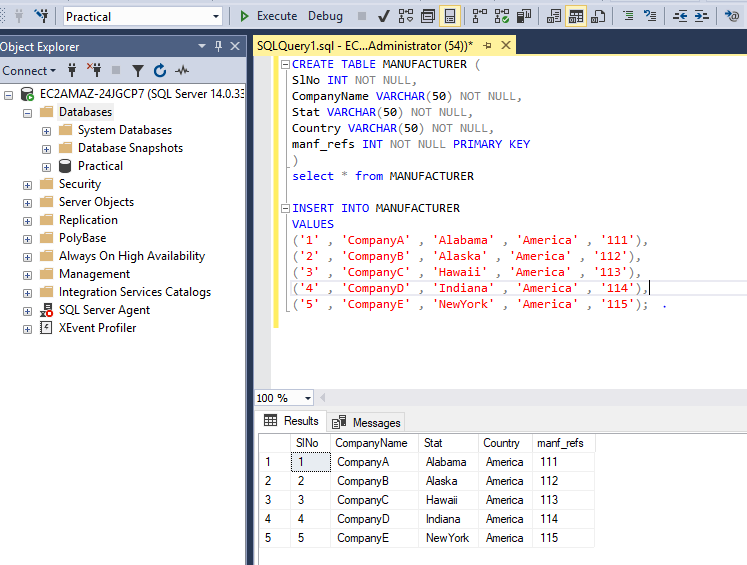 Practical
Execute Debug
Object Explorer
SQLQuery1.sql - EC...Administrator (54))*
Connect
EC2AMAZ-24JGCP7 (SQL Server 14.0.33
Databases
System Databases
Database Snapshots
Practical
Security
Server Objects
Replication
PolyBase
Always On High Availability
Management
Integration Services Catalogs
SQL Server Agent
XEvent Profiler
CREATE TABLE MANUFACTURER (
SlNo INT NOT NULL,
CompanyName VARCHAR(50) NOT NULL,
Stat VARCHAR(50) NOT NULL,
Country VARCHAR(50) NOT NULL,
manf_refs INT NOT NULL PRIMARY KEY
)
select * from MANUFACTURER
INSERT INTO MANUFACTURER
VALUES
('1' , 'CompanyA' , 'Alabama' , 'America' , '111'),
('2' , 'CompanyB' , 'Alaska' , 'America' , '112'),
('3' , 'CompanyC' , 'Hawaii' , 'America' , '113'),
('4' , 'CompanyD' , 'Indiana' , 'America' , '114'),
('5' , 'CompanyE' , 'NewYork' , 'America' , '115'); .
100 %
Results Messages
SlNo CompanyName Stat Country manf_refs
1 1 CompanyA Alabama America 111
2 2 CompanyB Alaska America 112
3 3 CompanyC Hawaii America 113
4 4 CompanyD Indiana America 114
5 5 CompanyE NewYork America 115